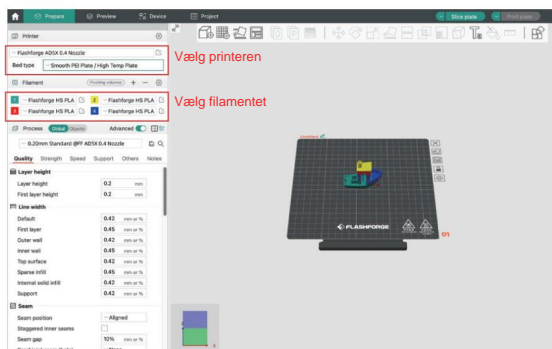 Prepare Preview Device Project Slice plate Print plate
Printer
Flashforge AD5X 0.4 Nozzle
Bed type Smooth PEI Plate / High Temp Plate
Vælg printeren
Filament Flushing volumes
1 Flashforge HS PLA 2 Flashforge HS PLA
3 Flashforge HS PLA 4 Flashforge HS PLA
Vælg filamentet
Process Global Objects Advanced
0.20mm Standard @FF AD5X 0.4 Nozzle
Quality Strength Speed Support Others Notes
Layer height
Layer height 0.2 mm
First layer height 0.2 mm
Line width
Default 0.42 mm or %
First layer 0.45 mm or %
Outer wall 0.42 mm or %
Inner wall 0.45 mm or %
Top surface 0.42 mm or %
Sparse infill 0.45 mm or %
Internal solid infill 0.42 mm or %
Support 0.42 mm or %
Seam
Seam position Aligned
Staggered inner seams
Seam gap 10% mm or %
Untitled
FLASHFORGE
01